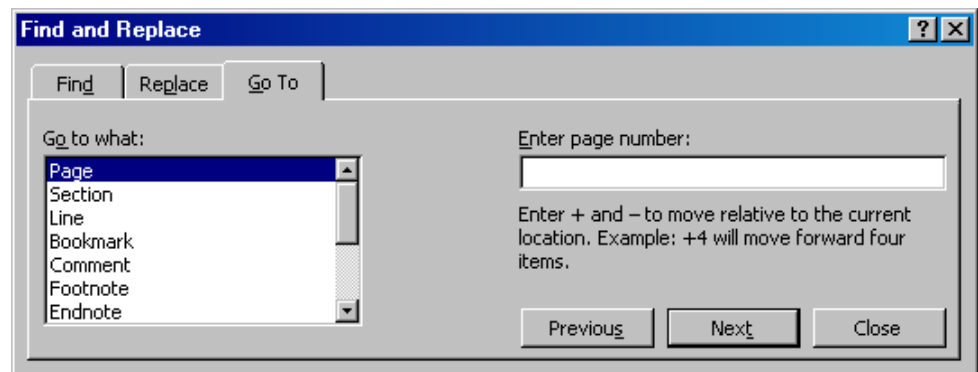 Find and Replace
Find Replace Go To
Go to what:
Page
Section
Line
Bookmark
Comment
Footnote
Endnote
Enter page number:
Enter + and – to move relative to the current
location. Example: +4 will move forward four
items.
Previous Next Close